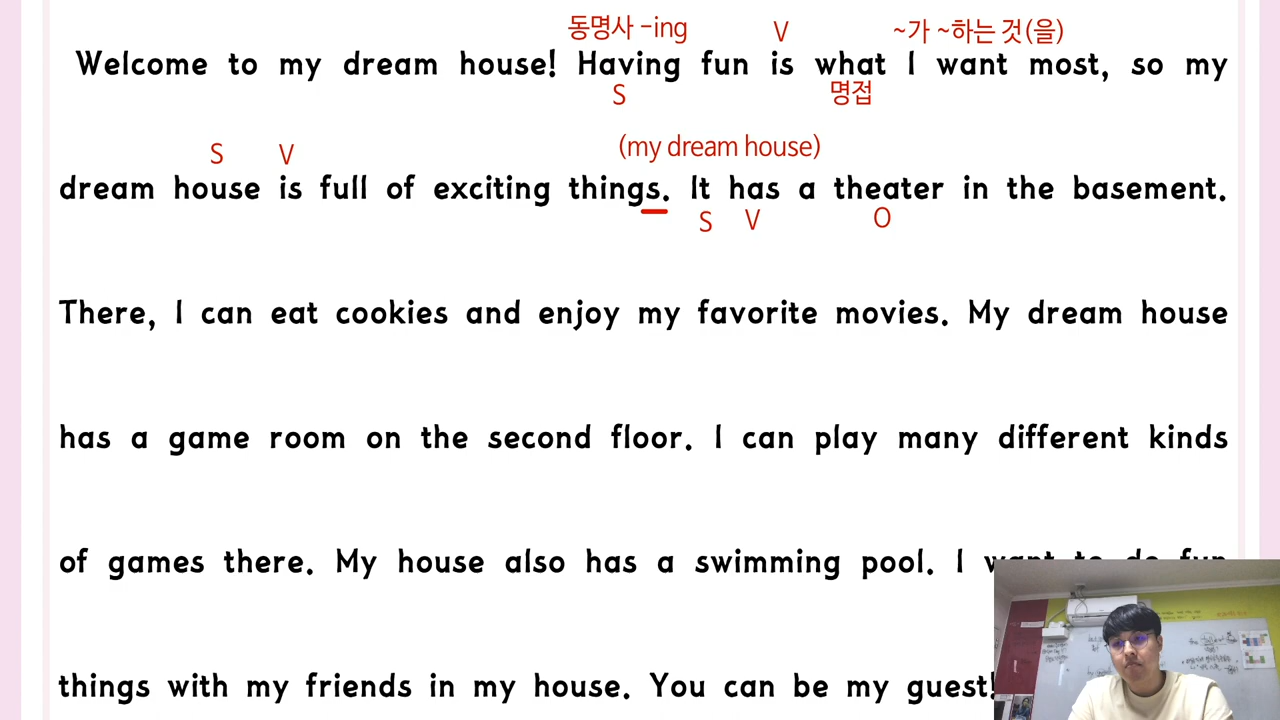 동명사 -ing V ~가 ~하는 것(을)
Welcome to my dream house! Having fun is what I want most, so my
S 명접
S V (my dream house)
dream house is full of exciting things. It has a theater in the basement.
S V O
There, I can eat cookies and enjoy my favorite movies. My dream house
has a game room on the second floor. I can play many different kinds
of games there. My house also has a swimming pool. I want to do fun
things with my friends in my house. You can be my guest!